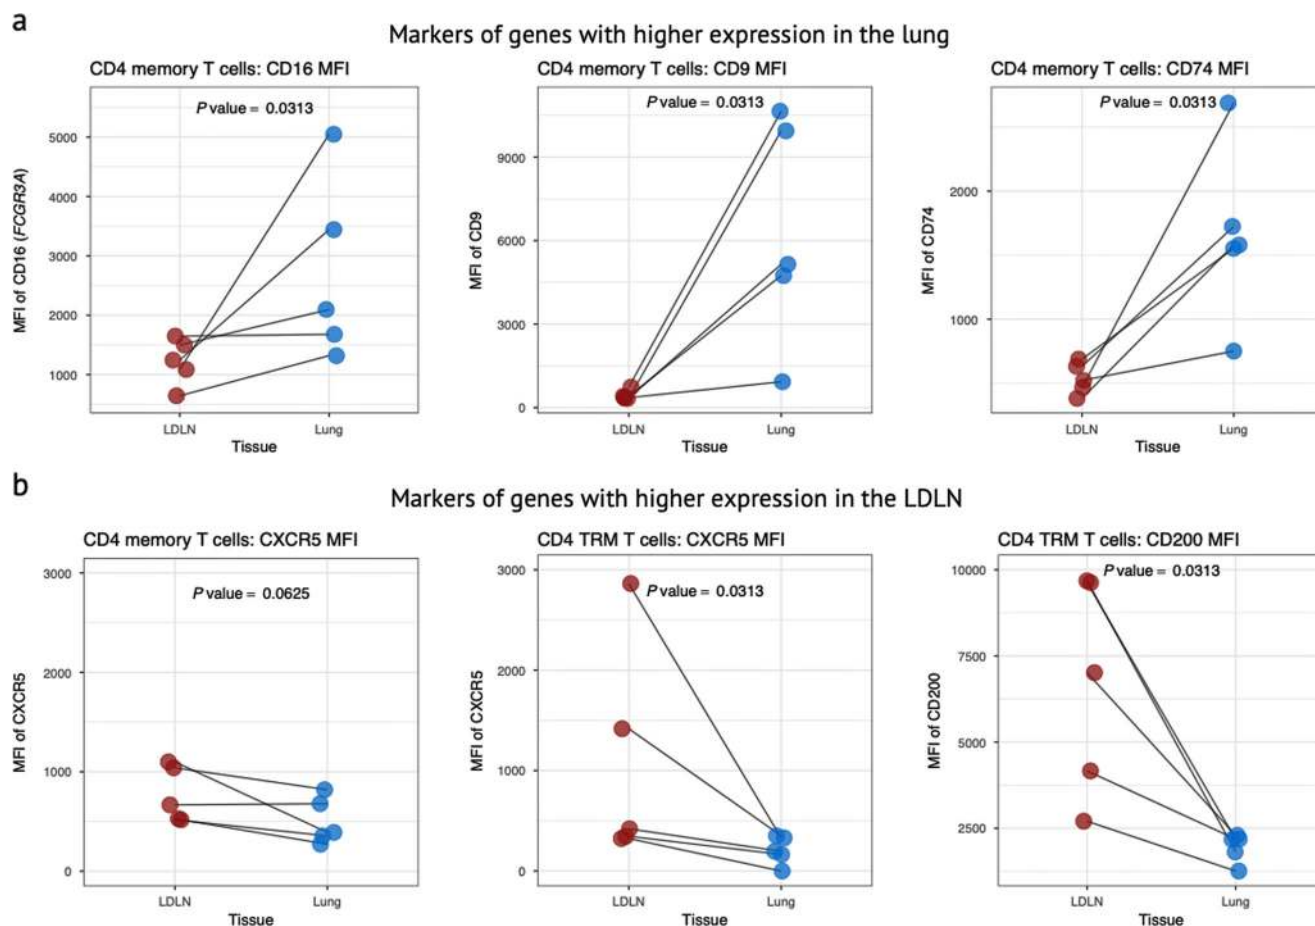 a
Markers of genes with higher expression in the lung
CD4 memory T cells: CD16 MFI
P value = 0.0313
5000
4000
3000
2000
1000
MFI of CD16 (FCGR3A)
LDLN
Lung
Tissue
CD4 memory T cells: CD9 MFI
P value = 0.0313
9000
6000
3000
0
MFI of CD9
LDLN
Lung
Tissue
CD4 memory T cells: CD74 MFI
P value = 0.0313
2000
1000
MFI of CD74
LDLN
Lung
Tissue
b
Markers of genes with higher expression in the LDLN
CD4 memory T cells: CXCR5 MFI
P value = 0.0625
3000
2000
1000
0
MFI of CXCR5
LDLN
Lung
Tissue
CD4 TRM T cells: CXCR5 MFI
P value = 0.0313
3000
2000
1000
0
MFI of CXCR5
LDLN
Lung
Tissue
CD4 TRM T cells: CD200 MFI
P value = 0.0313
10000
7500
5000
2500
MFI of CD200
LDLN
Lung
Tissue